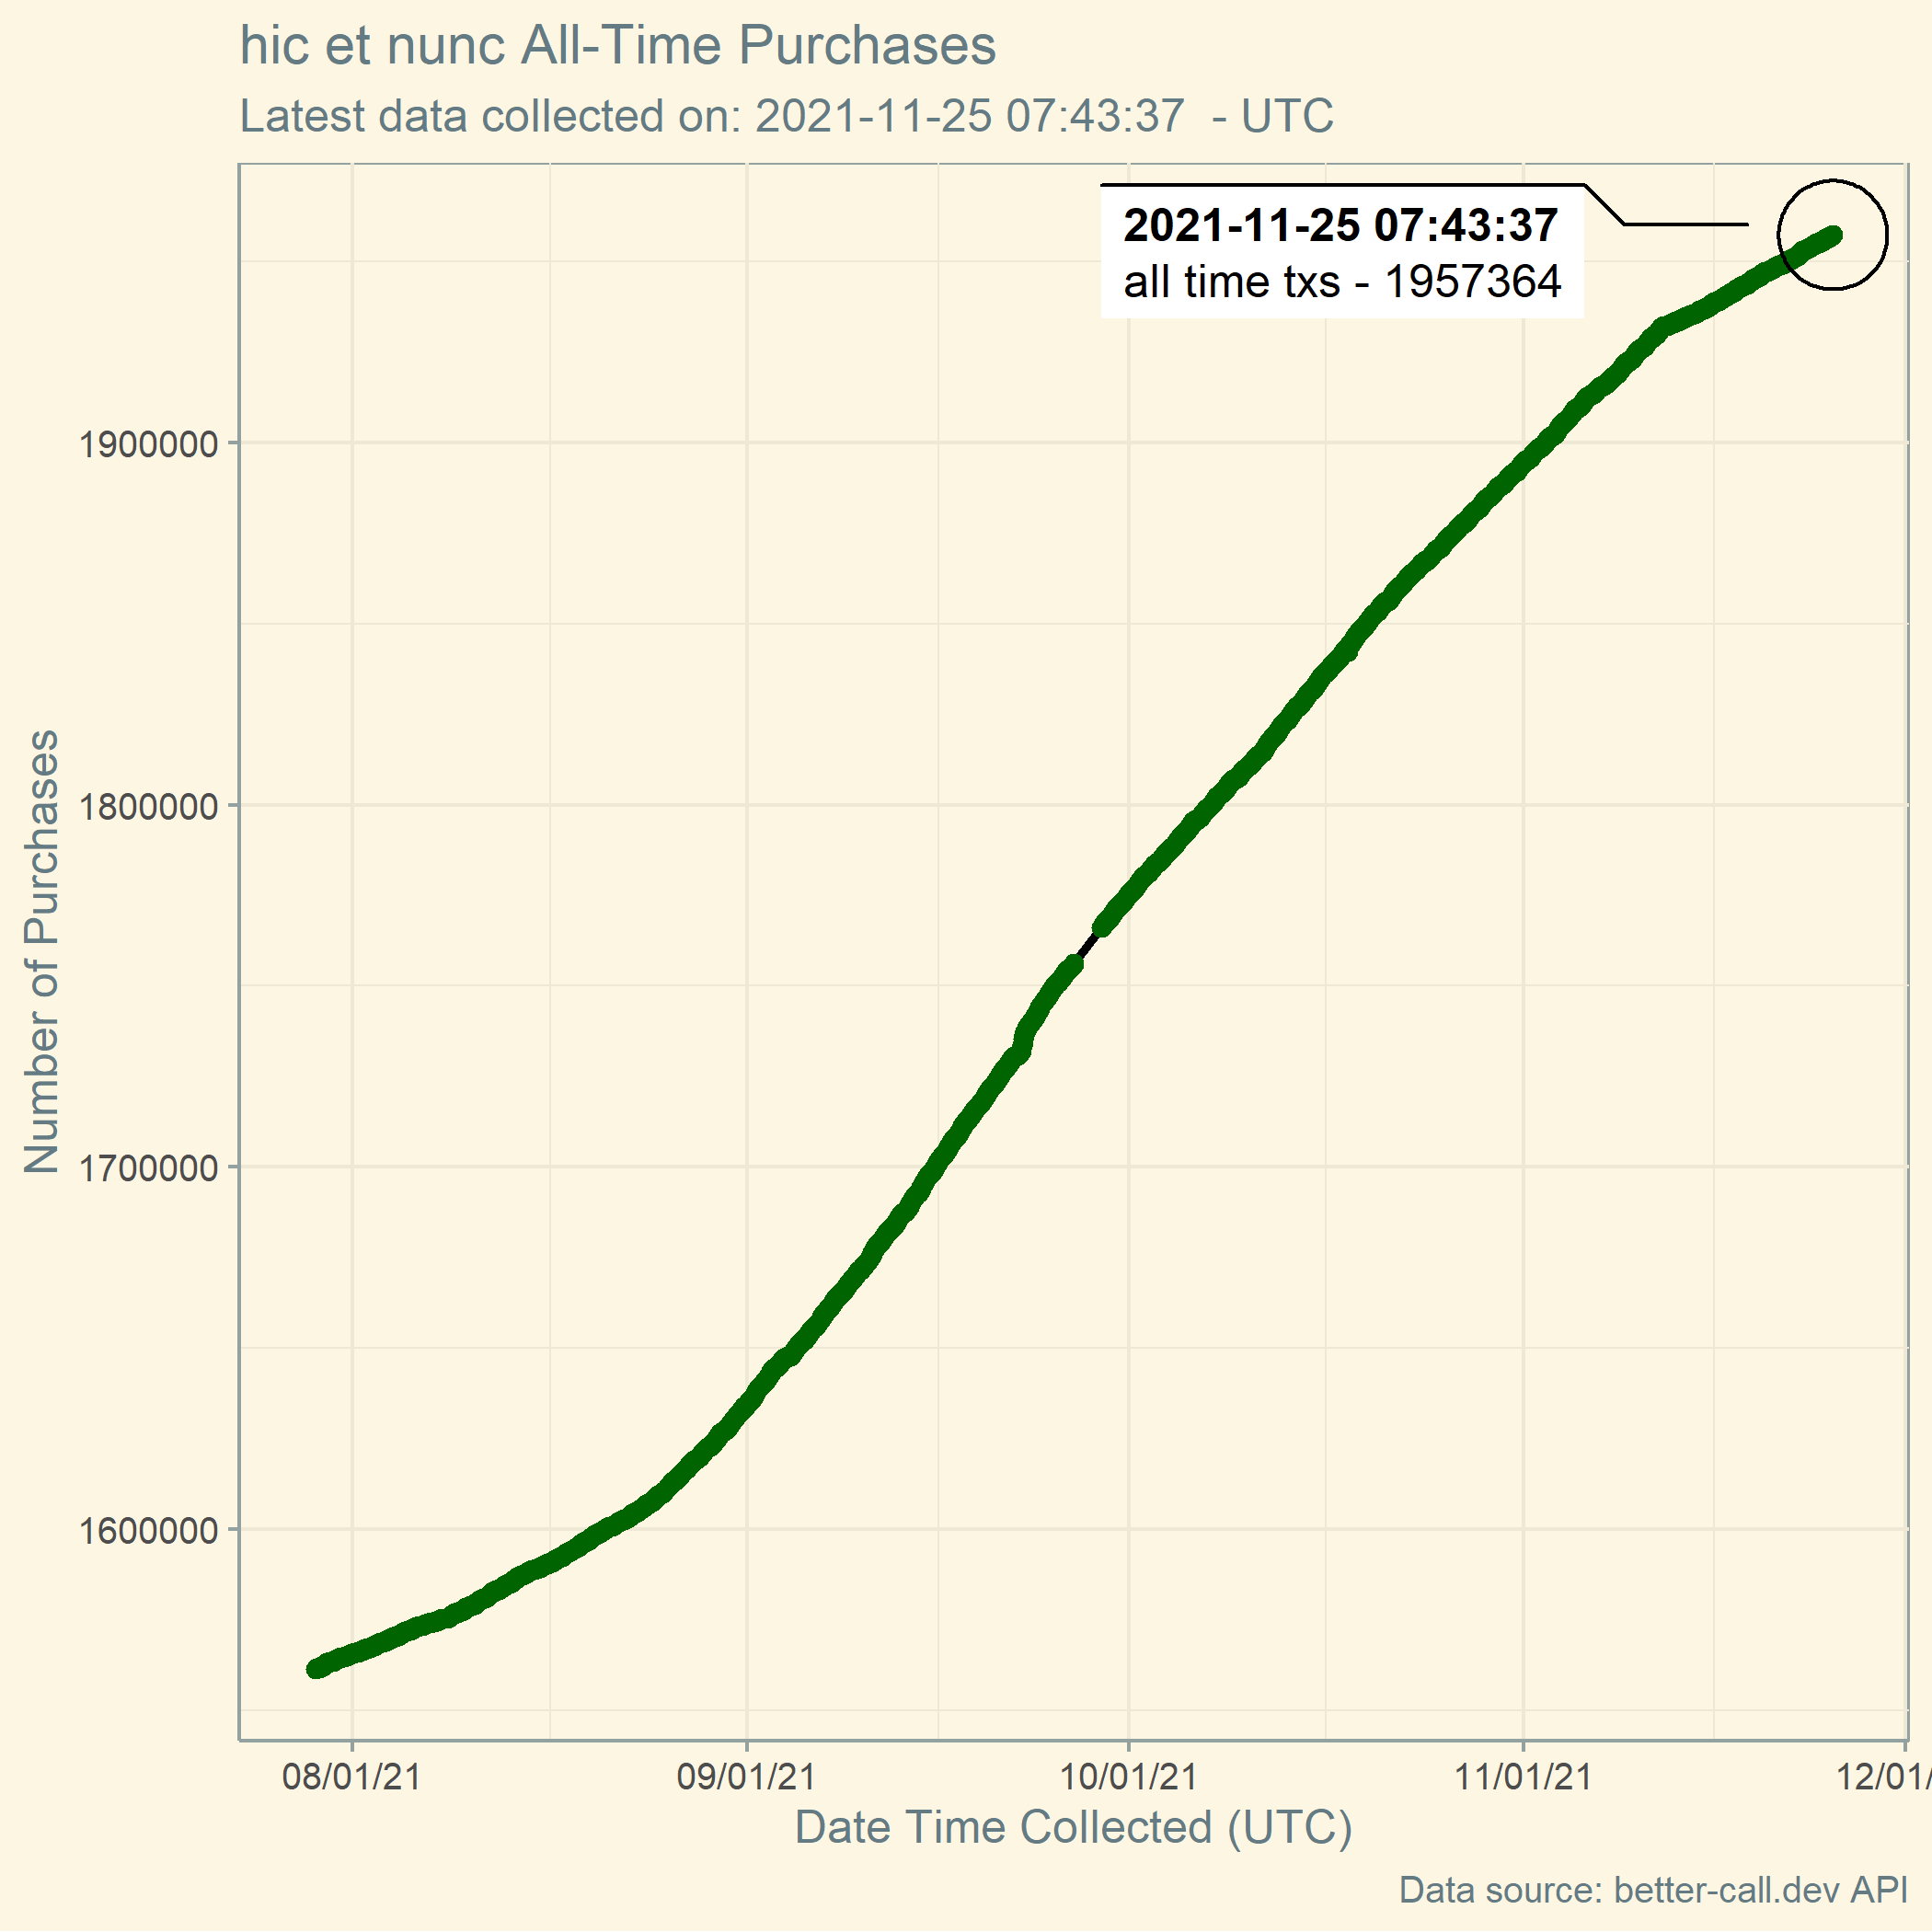 hic et nunc All-Time Purchases
Latest data collected on: 2021-11-25 07:43:37  - UTC
2021-11-25 07:43:37
all time txs - 1957364
Number of Purchases
1900000
1800000
1700000
1600000
08/01/21
09/01/21
10/01/21
11/01/21
12/01/
Date Time Collected (UTC)
Data source: better-call.dev API